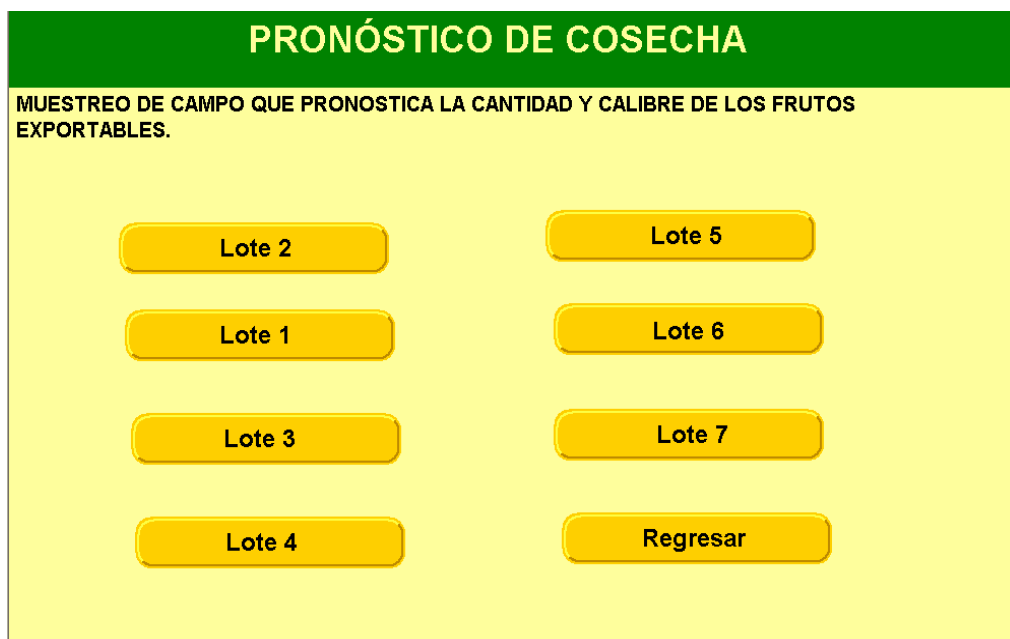 PRONÓSTICO DE COSECHA
MUESTREO DE CAMPO QUE PRONOSTICA LA CANTIDAD Y CALIBRE DE LOS FRUTOS
EXPORTABLES.
Lote 2
Lote 1
Lote 3
Lote 4
Lote 5
Lote 6
Lote 7
Regresar